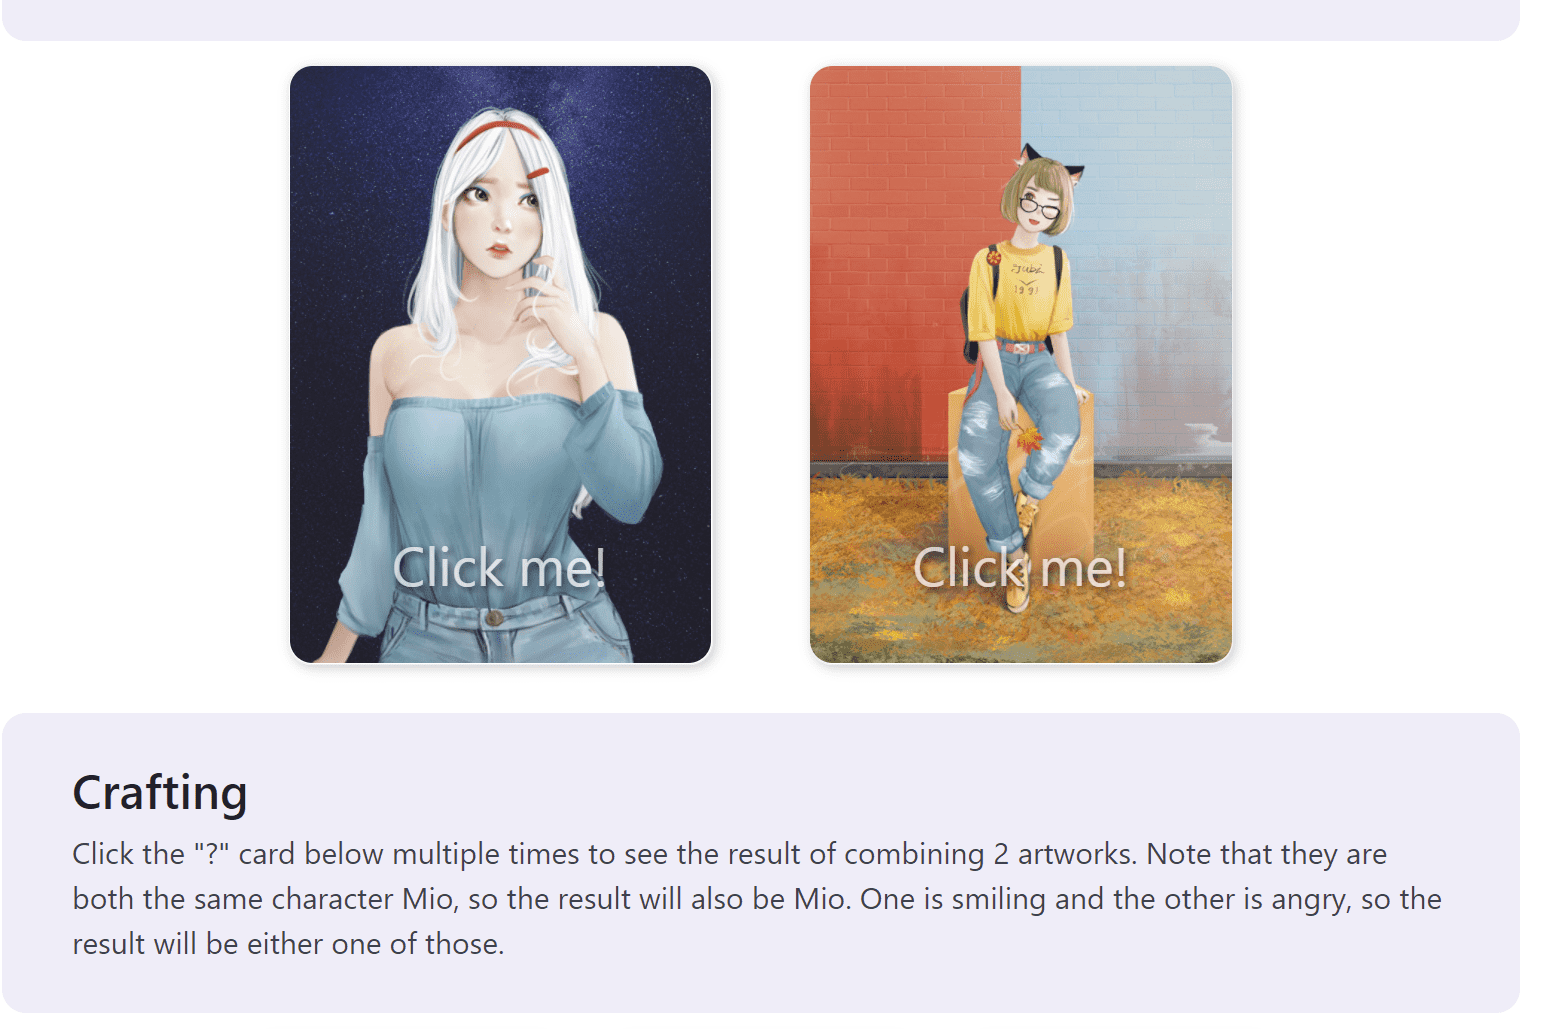 Jubé
1991
Click me!
Click me!
Crafting
Click the "?" card below multiple times to see the result of combining 2 artworks. Note that they are
both the same character Mio, so the result will also be Mio. One is smiling and the other is angry, so the
result will be either one of those.